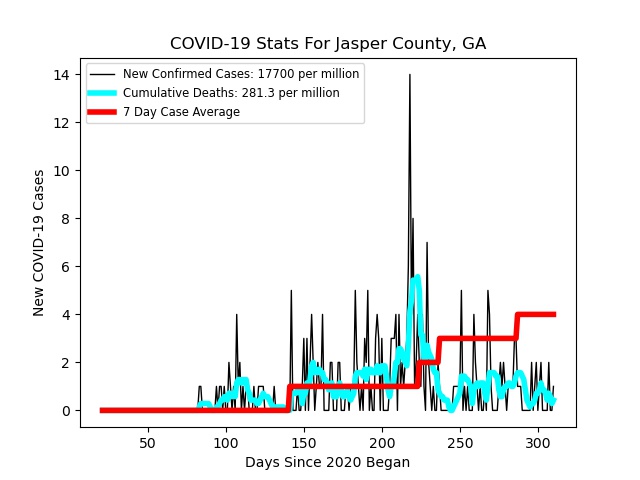 COVID-19 Stats For Jasper County, GA
New Confirmed Cases: 17700 per million
Cumulative Deaths: 281.3 per million
7 Day Case Average
New COVID-19 Cases
14
12
10
8
6
4
2
0
50 100 150 200 250 300
Days Since 2020 Began